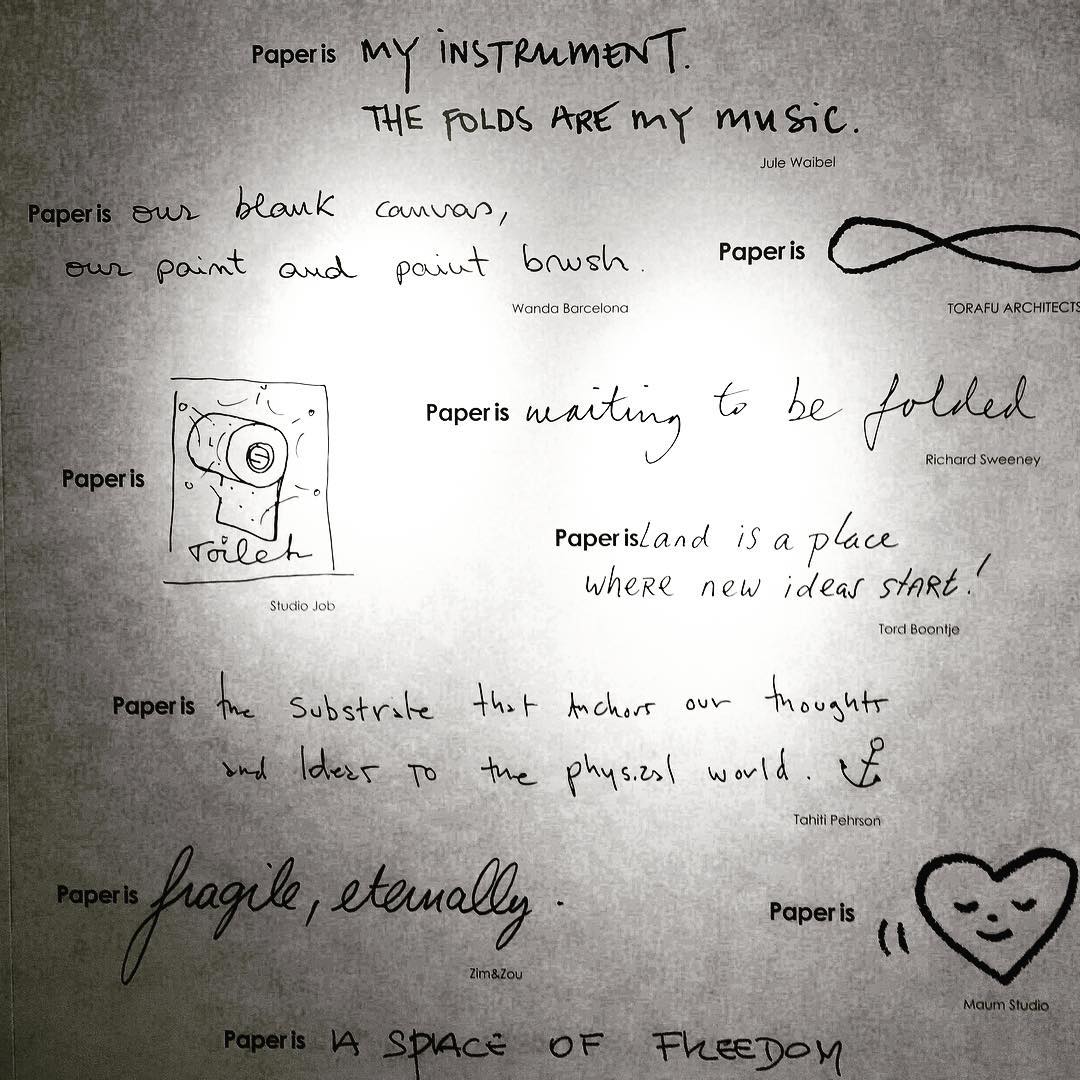 Paper is MY INSTRUMENT.
THE FOLDS ARE MY MUSIC.
Jule Waibel
Paper is our blank canvas,
our paint and paint brush.
Wanda Barcelona
Paper is
TORAFU ARCHITECTS
Paper is
Toilet
Studio Job
Paper is waiting to be folded
Richard Sweeney
Paper is Land is a place
where new ideas START!
Tord Boontje
Paper is the substrate that anchors our thoughts
and Ideas TO the physical world.
Tahiti Pehrson
Paper is fragile, eternally.
Zim&Zou
Paper is
Maum Studio
Paper is A SPACE OF FREEDOM